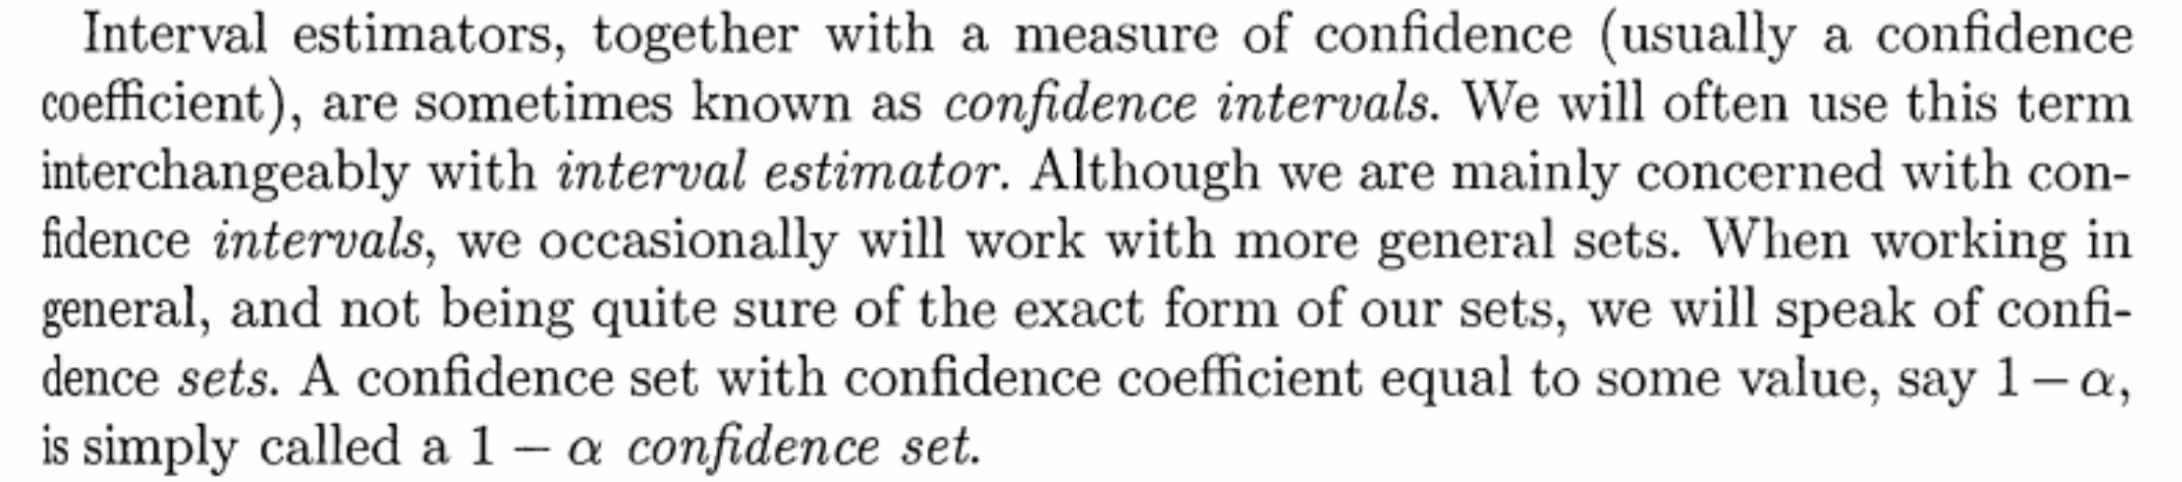 Interval estimators, together with a measure of confidence (usually a confidence
coefficient), are sometimes known as confidence intervals. We will often use this term
interchangeably with interval estimator. Although we are mainly concerned with con-
fidence intervals, we occasionally will work with more general sets. When working in
general, and not being quite sure of the exact form of our sets, we will speak of confi-
dence sets. A confidence set with confidence coefficient equal to some value, say 1 − α,
is simply called a 1 − α confidence set.